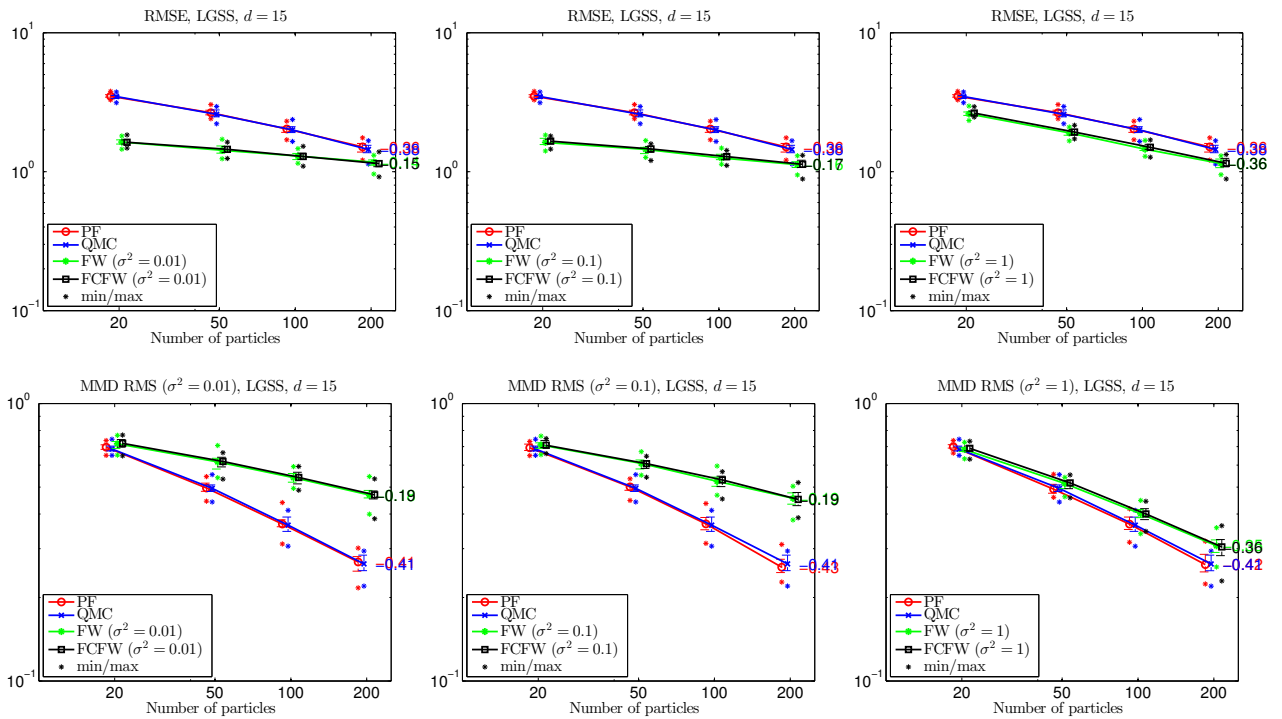 RMSE, LGSS, d = 15
10^1
10^0
10^−1
−0.38
−0.15
PF
QMC
FW (σ² = 0.01)
FCFW (σ² = 0.01)
min/max
20 50 100 200
Number of particles
RMSE, LGSS, d = 15
10^1
10^0
10^−1
−0.38
−0.17
PF
QMC
FW (σ² = 0.1)
FCFW (σ² = 0.1)
min/max
20 50 100 200
Number of particles
RMSE, LGSS, d = 15
10^1
10^0
10^−1
−0.38
−0.36
PF
QMC
FW (σ² = 1)
FCFW (σ² = 1)
min/max
20 50 100 200
Number of particles
MMD RMS (σ² = 0.01), LGSS, d = 15
10^0
10^−1
−0.19
−0.41
PF
QMC
FW (σ² = 0.01)
FCFW (σ² = 0.01)
min/max
20 50 100 200
Number of particles
MMD RMS (σ² = 0.1), LGSS, d = 15
10^0
10^−1
−0.19
−0.41
−0.43
PF
QMC
FW (σ² = 0.1)
FCFW (σ² = 0.1)
min/max
20 50 100 200
Number of particles
MMD RMS (σ² = 1), LGSS, d = 15
10^0
10^−1
−0.36
−0.41
PF
QMC
FW (σ² = 1)
FCFW (σ² = 1)
min/max
20 50 100 200
Number of particles